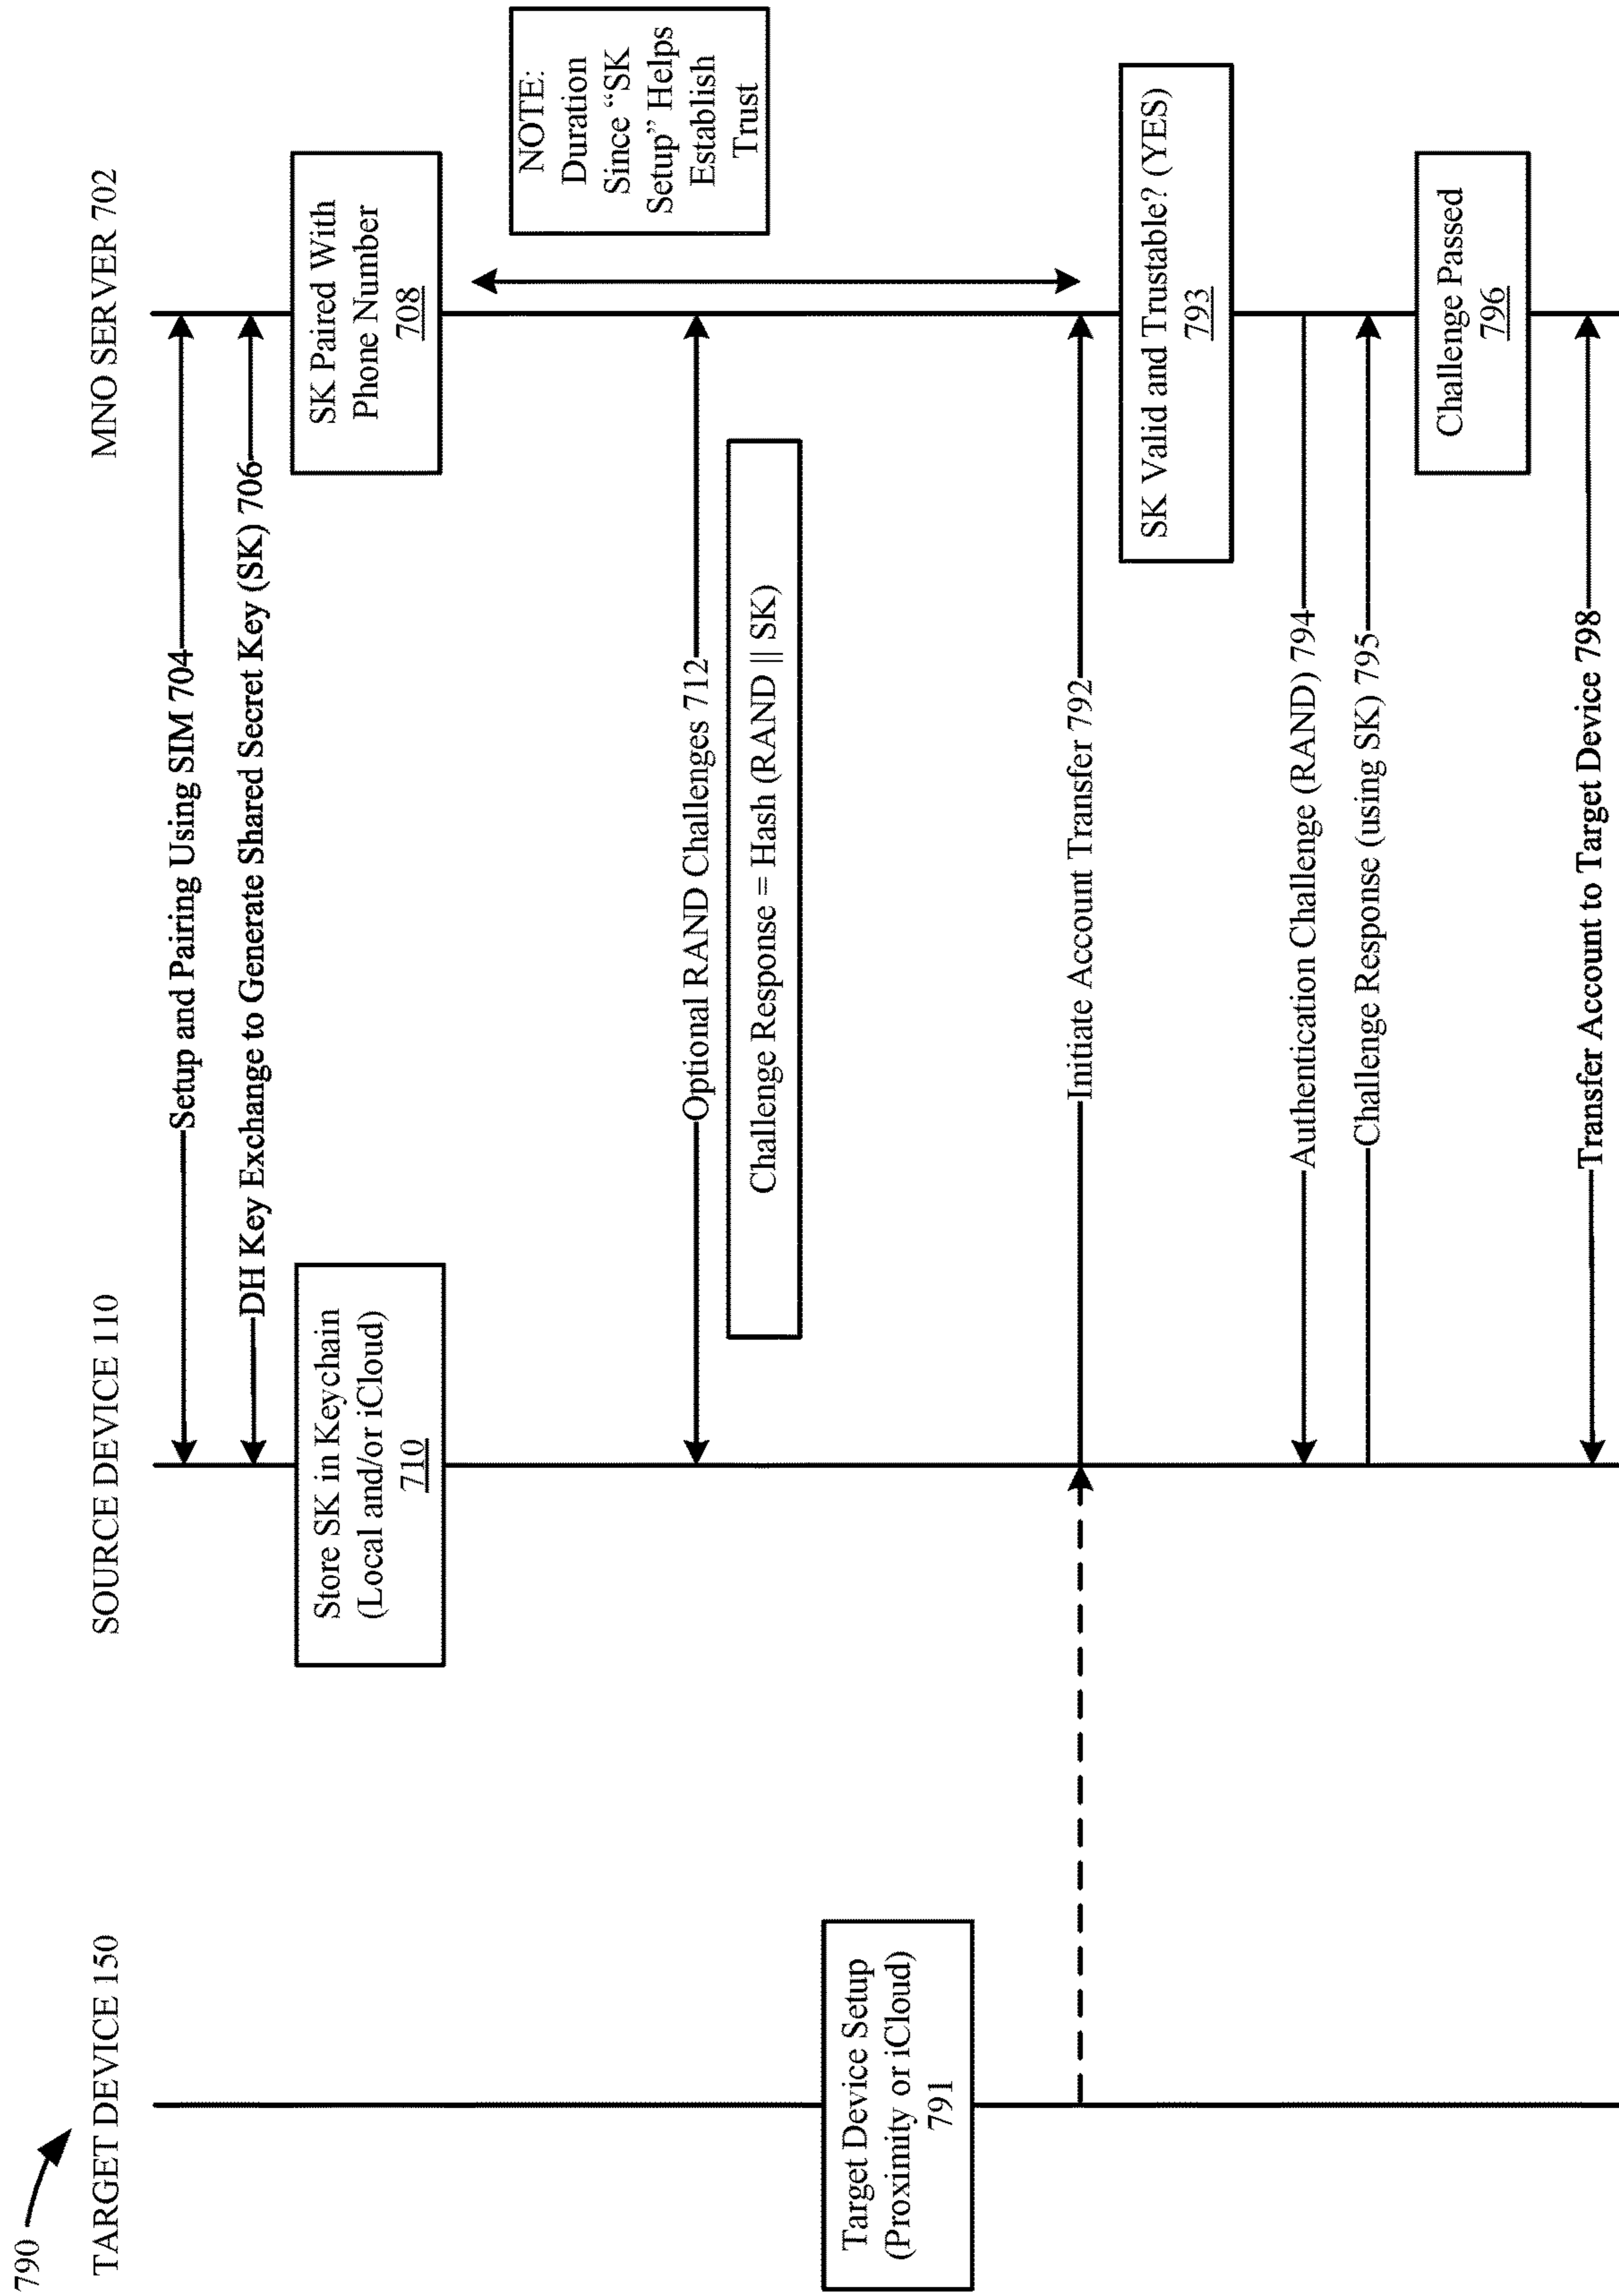 790
TARGET DEVICE 150
SOURCE DEVICE 110
MNO SERVER 702
Setup and Pairing Using SIM 704
DH Key Exchange to Generate Shared Secret Key (SK) 706
Store SK in Keychain
(Local and/or iCloud)
710
SK Paired With
Phone Number
708
NOTE:
Duration
Since “SK
Setup” Helps
Establish
Trust
Optional RAND Challenges 712
Challenge Response = Hash (RAND || SK)
Target Device Setup
(Proximity or iCloud)
791
Initiate Account Transfer 792
SK Valid and Trustable? (YES)
793
Authentication Challenge (RAND) 794
Challenge Response (using SK) 795
Challenge Passed
796
Transfer Account to Target Device 798